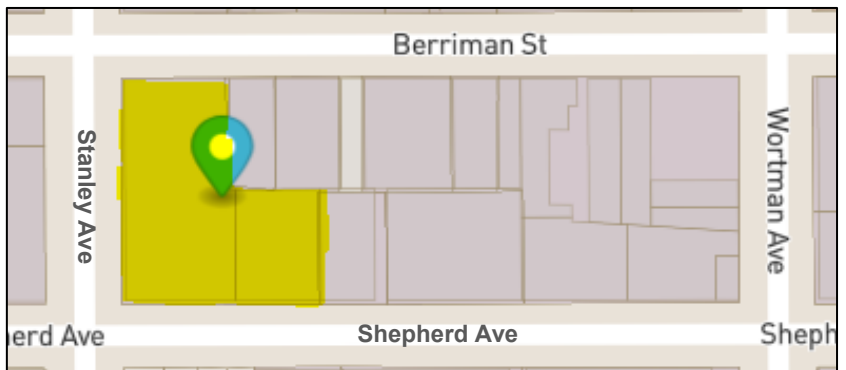 Berriman St
Stanley Ave
Wortman Ave
herd Ave
Shepherd Ave
Sheph